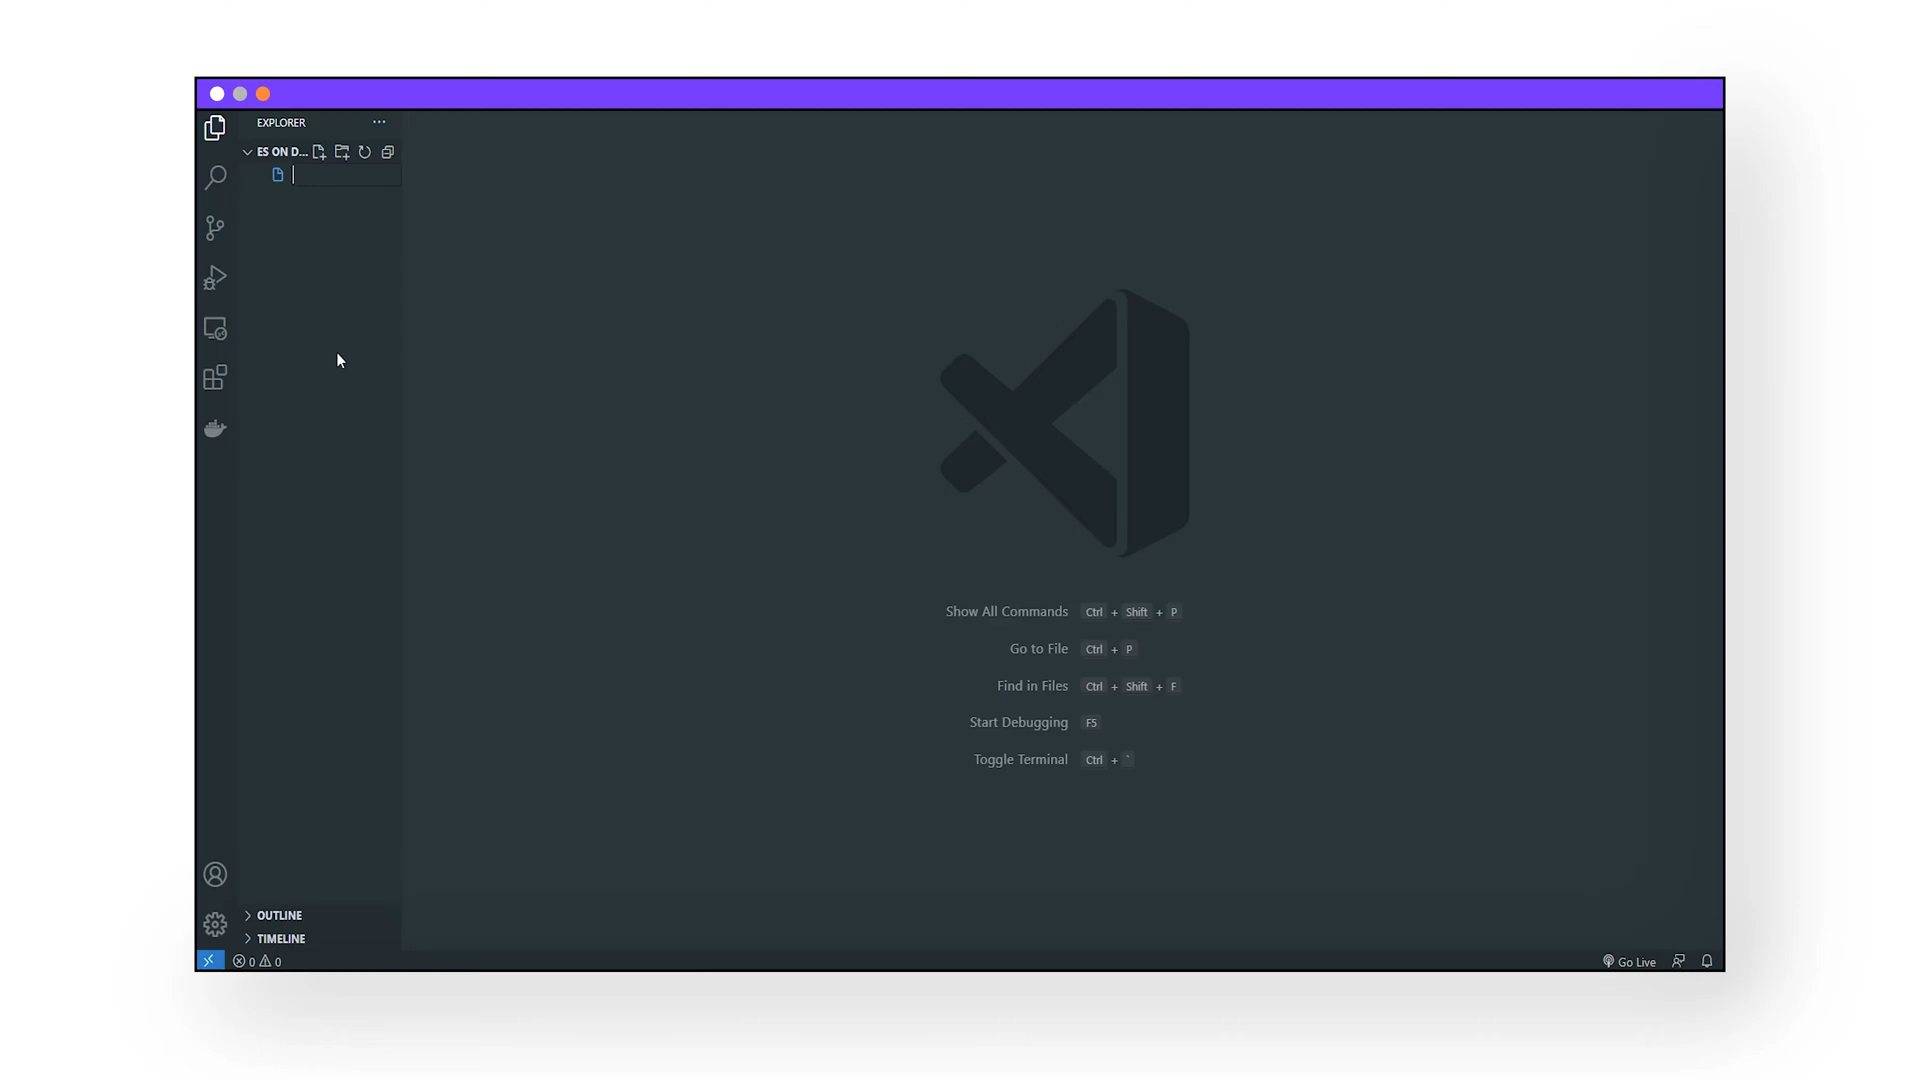 EXPLORER
ES ON D...
Show All Commands Ctrl + Shift + P
Go to File Ctrl + P
Find in Files Ctrl + Shift + F
Start Debugging F5
Toggle Terminal Ctrl + `
OUTLINE
TIMELINE
0 0
Go Live